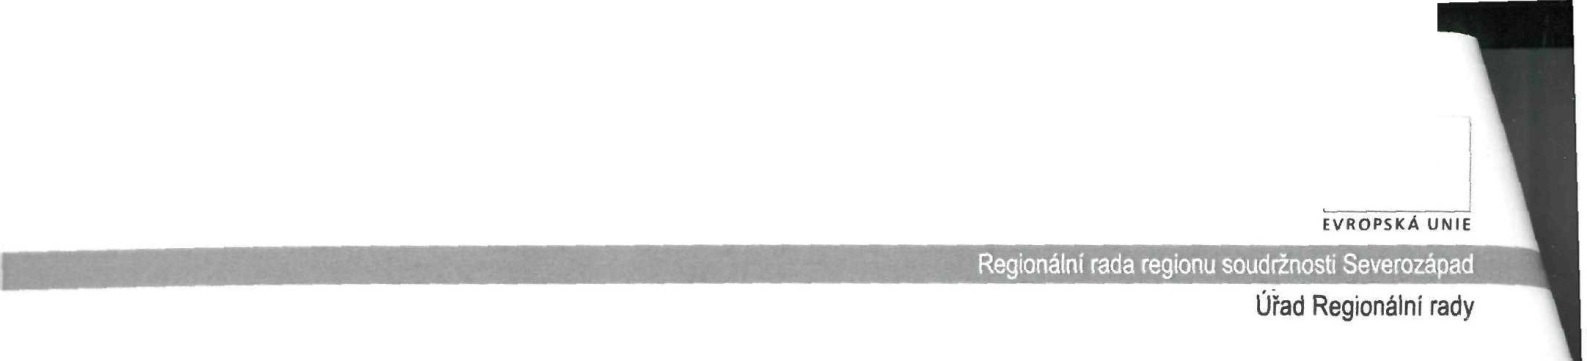 EVROPSKÁ UNIE
Regionální rada regionu soudržnosti Severozápad
Úřad Regionální rady